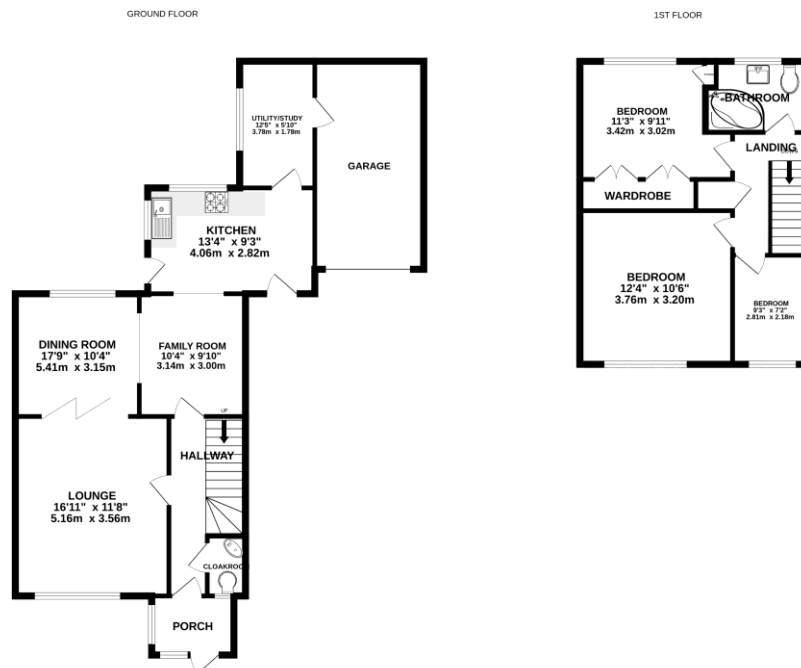 GROUND FLOOR
1ST FLOOR
UTILITY/STUDY
12'5" x 5'10"
3.78m x 1.78m
GARAGE
KITCHEN
13'4" x 9'3"
4.06m x 2.82m
DINING ROOM
17'9" x 10'4"
5.41m x 3.15m
FAMILY ROOM
10'4" x 9'10"
3.14m x 3.00m
UP
HALLWAY
LOUNGE
16'11" x 11'8"
5.16m x 3.56m
CLOAKROOM
PORCH
BEDROOM
11'3" x 9'11"
3.42m x 3.02m
BATHROOM
LANDING
DOWN
WARDROBE
BEDROOM
12'4" x 10'6"
3.76m x 3.20m
BEDROOM
9'3" x 7'2"
2.81m x 2.18m